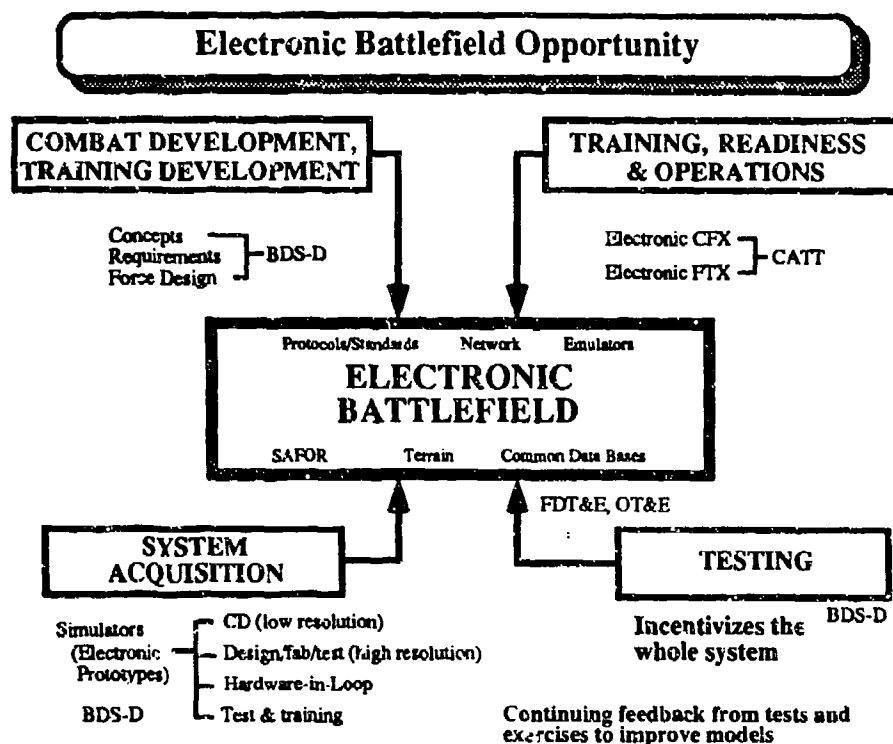 Electronic Battlefield Opportunity
COMBAT DEVELOPMENT,
TRAINING DEVELOPMENT
TRAINING, READINESS
& OPERATIONS
Concepts
Requirements
Force Design
BDS-D
Electronic CFX
Electronic FTX
CATT
Protocols/Standards Network Emulators
ELECTRONIC
BATTLEFIELD
SAFOR Terrain Common Data Bases
FDT&E, OT&E
SYSTEM
ACQUISITION
TESTING
BDS-D
Incentivizes the
whole system
Simulators
(Electronic
Prototypes)
BDS-D
CD (low resolution)
Design/fab/test (high resolution)
Hardware-in-Loop
Test & training
Continuing feedback from tests and
exercises to improve models